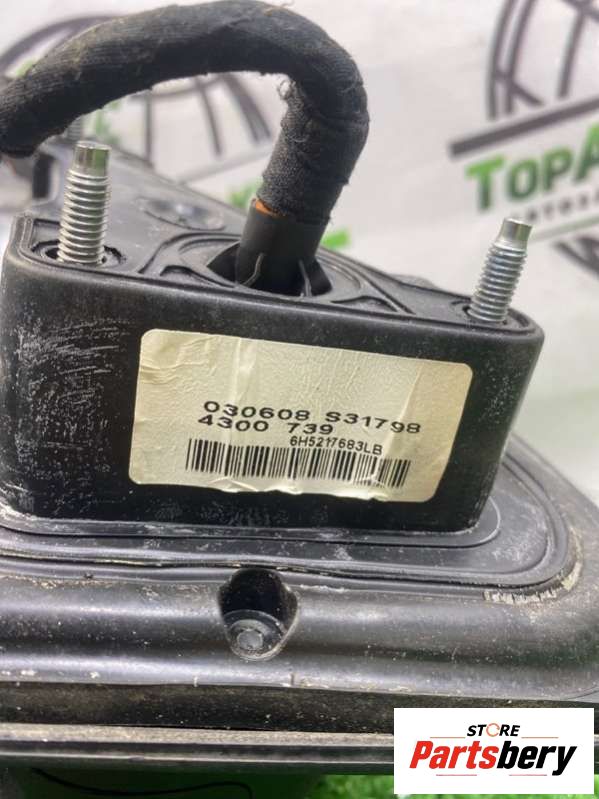 TOPA
030608 S31798
4300 739
6H5217683LB
STORE
Partsbery